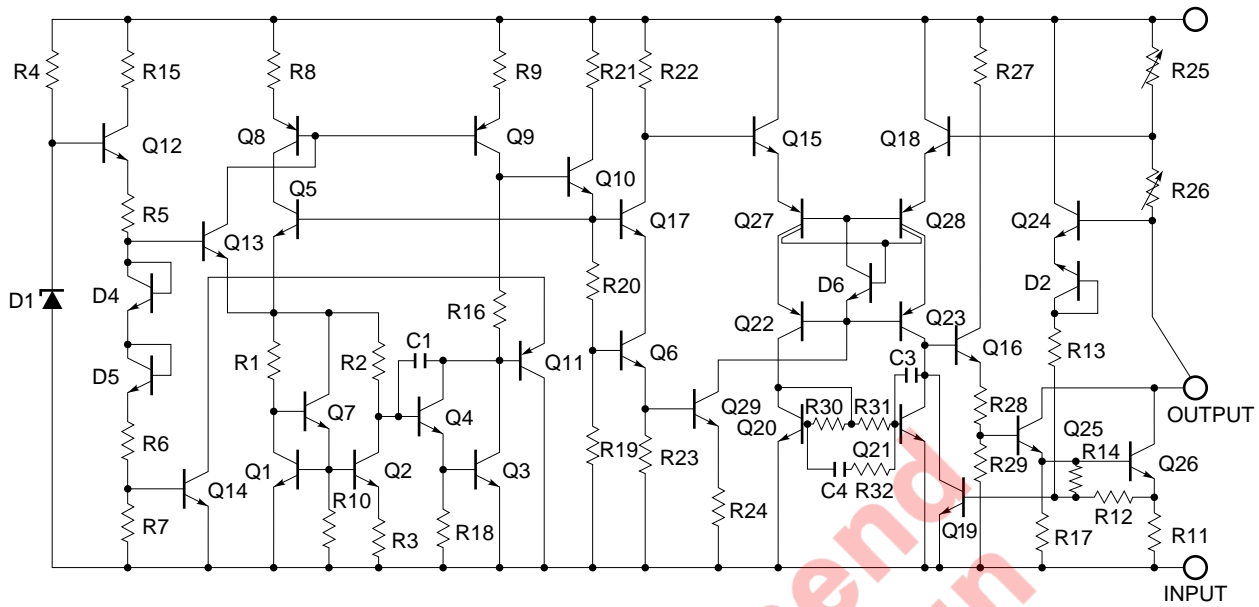 R4
R15
R8
R9
R21
R22
R27
R25
Q12
Q8
Q9
Q15
Q18
Q10
R26
R5
Q5
Q17
Q27
Q28
Q24
Q13
D4
D1
R20
D6
D2
R16
Q22
Q23
C1
R1
R2
Q11
Q6
C3
Q16
R13
D5
Q7
Q4
Q29
R30
R31
R28
OUTPUT
Q20
Q25
R6
Q21
R14
Q1
Q2
Q3
R19
R23
R29
Q26
Q14
R10
C4
R32
R7
R3
R18
R24
Q19
R12
R17
R11
INPUT
end